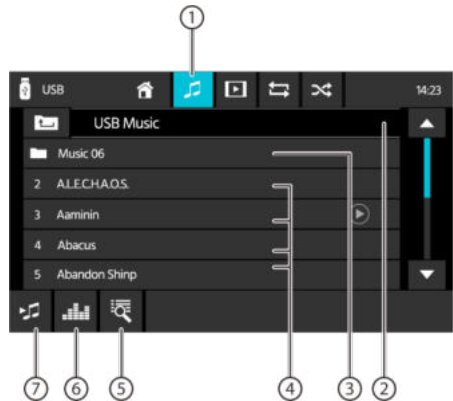 1
USB 14:23
USB Music
Music 06
2 A.I.E.C.H.A.O.S.
3 Aaminin
4 Abacus
5 Abandon Shinp
7 6 5 4 3 2